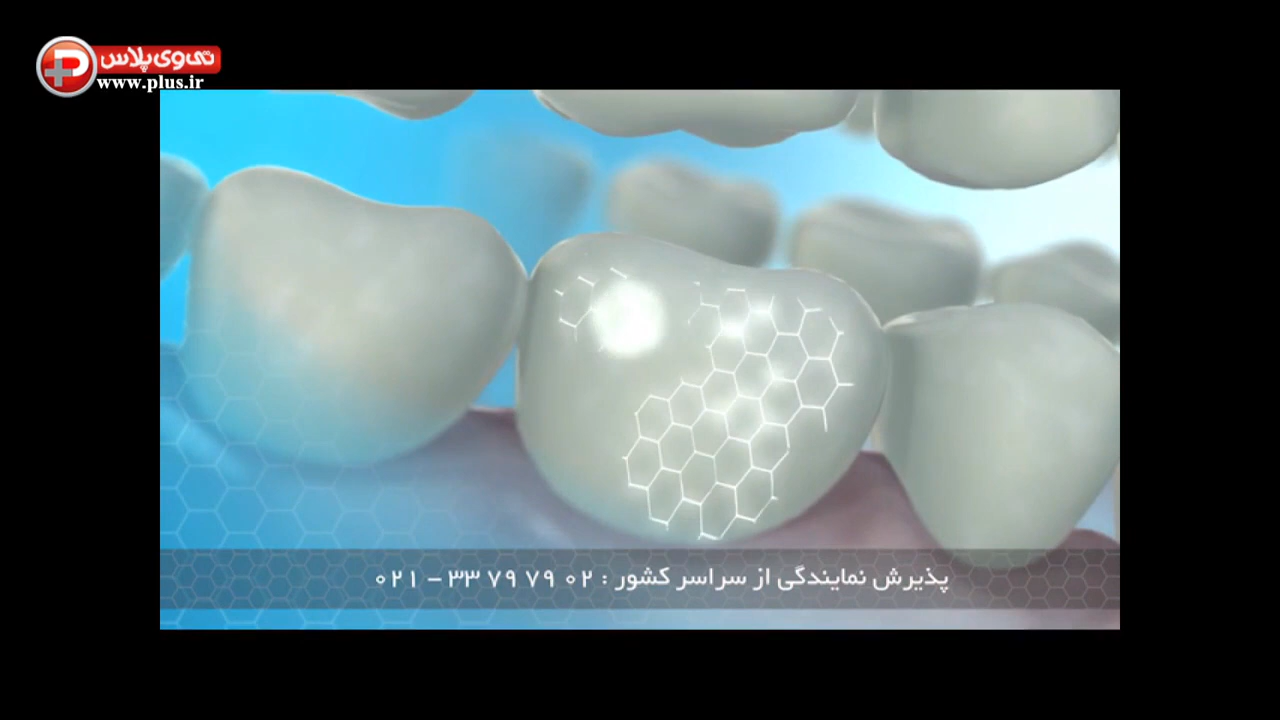 تی‌وی‌پلاس
www.plus.ir
پذیرش نمایندگی از سراسر کشور : ۰۲۱ – ۳۳ ۷۹ ۷۹ ۰۲